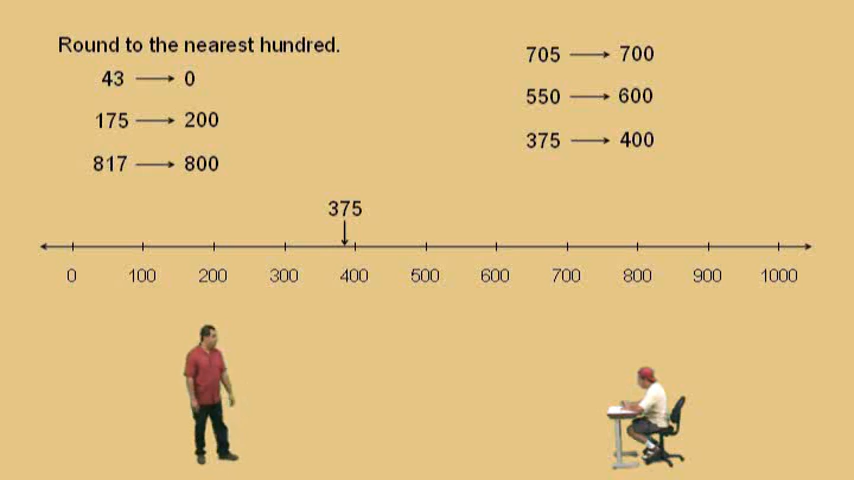 Round to the nearest hundred.
43 → 0
175 → 200
817 → 800
705 → 700
550 → 600
375 → 400
375
0 100 200 300 400 500 600 700 800 900 1000